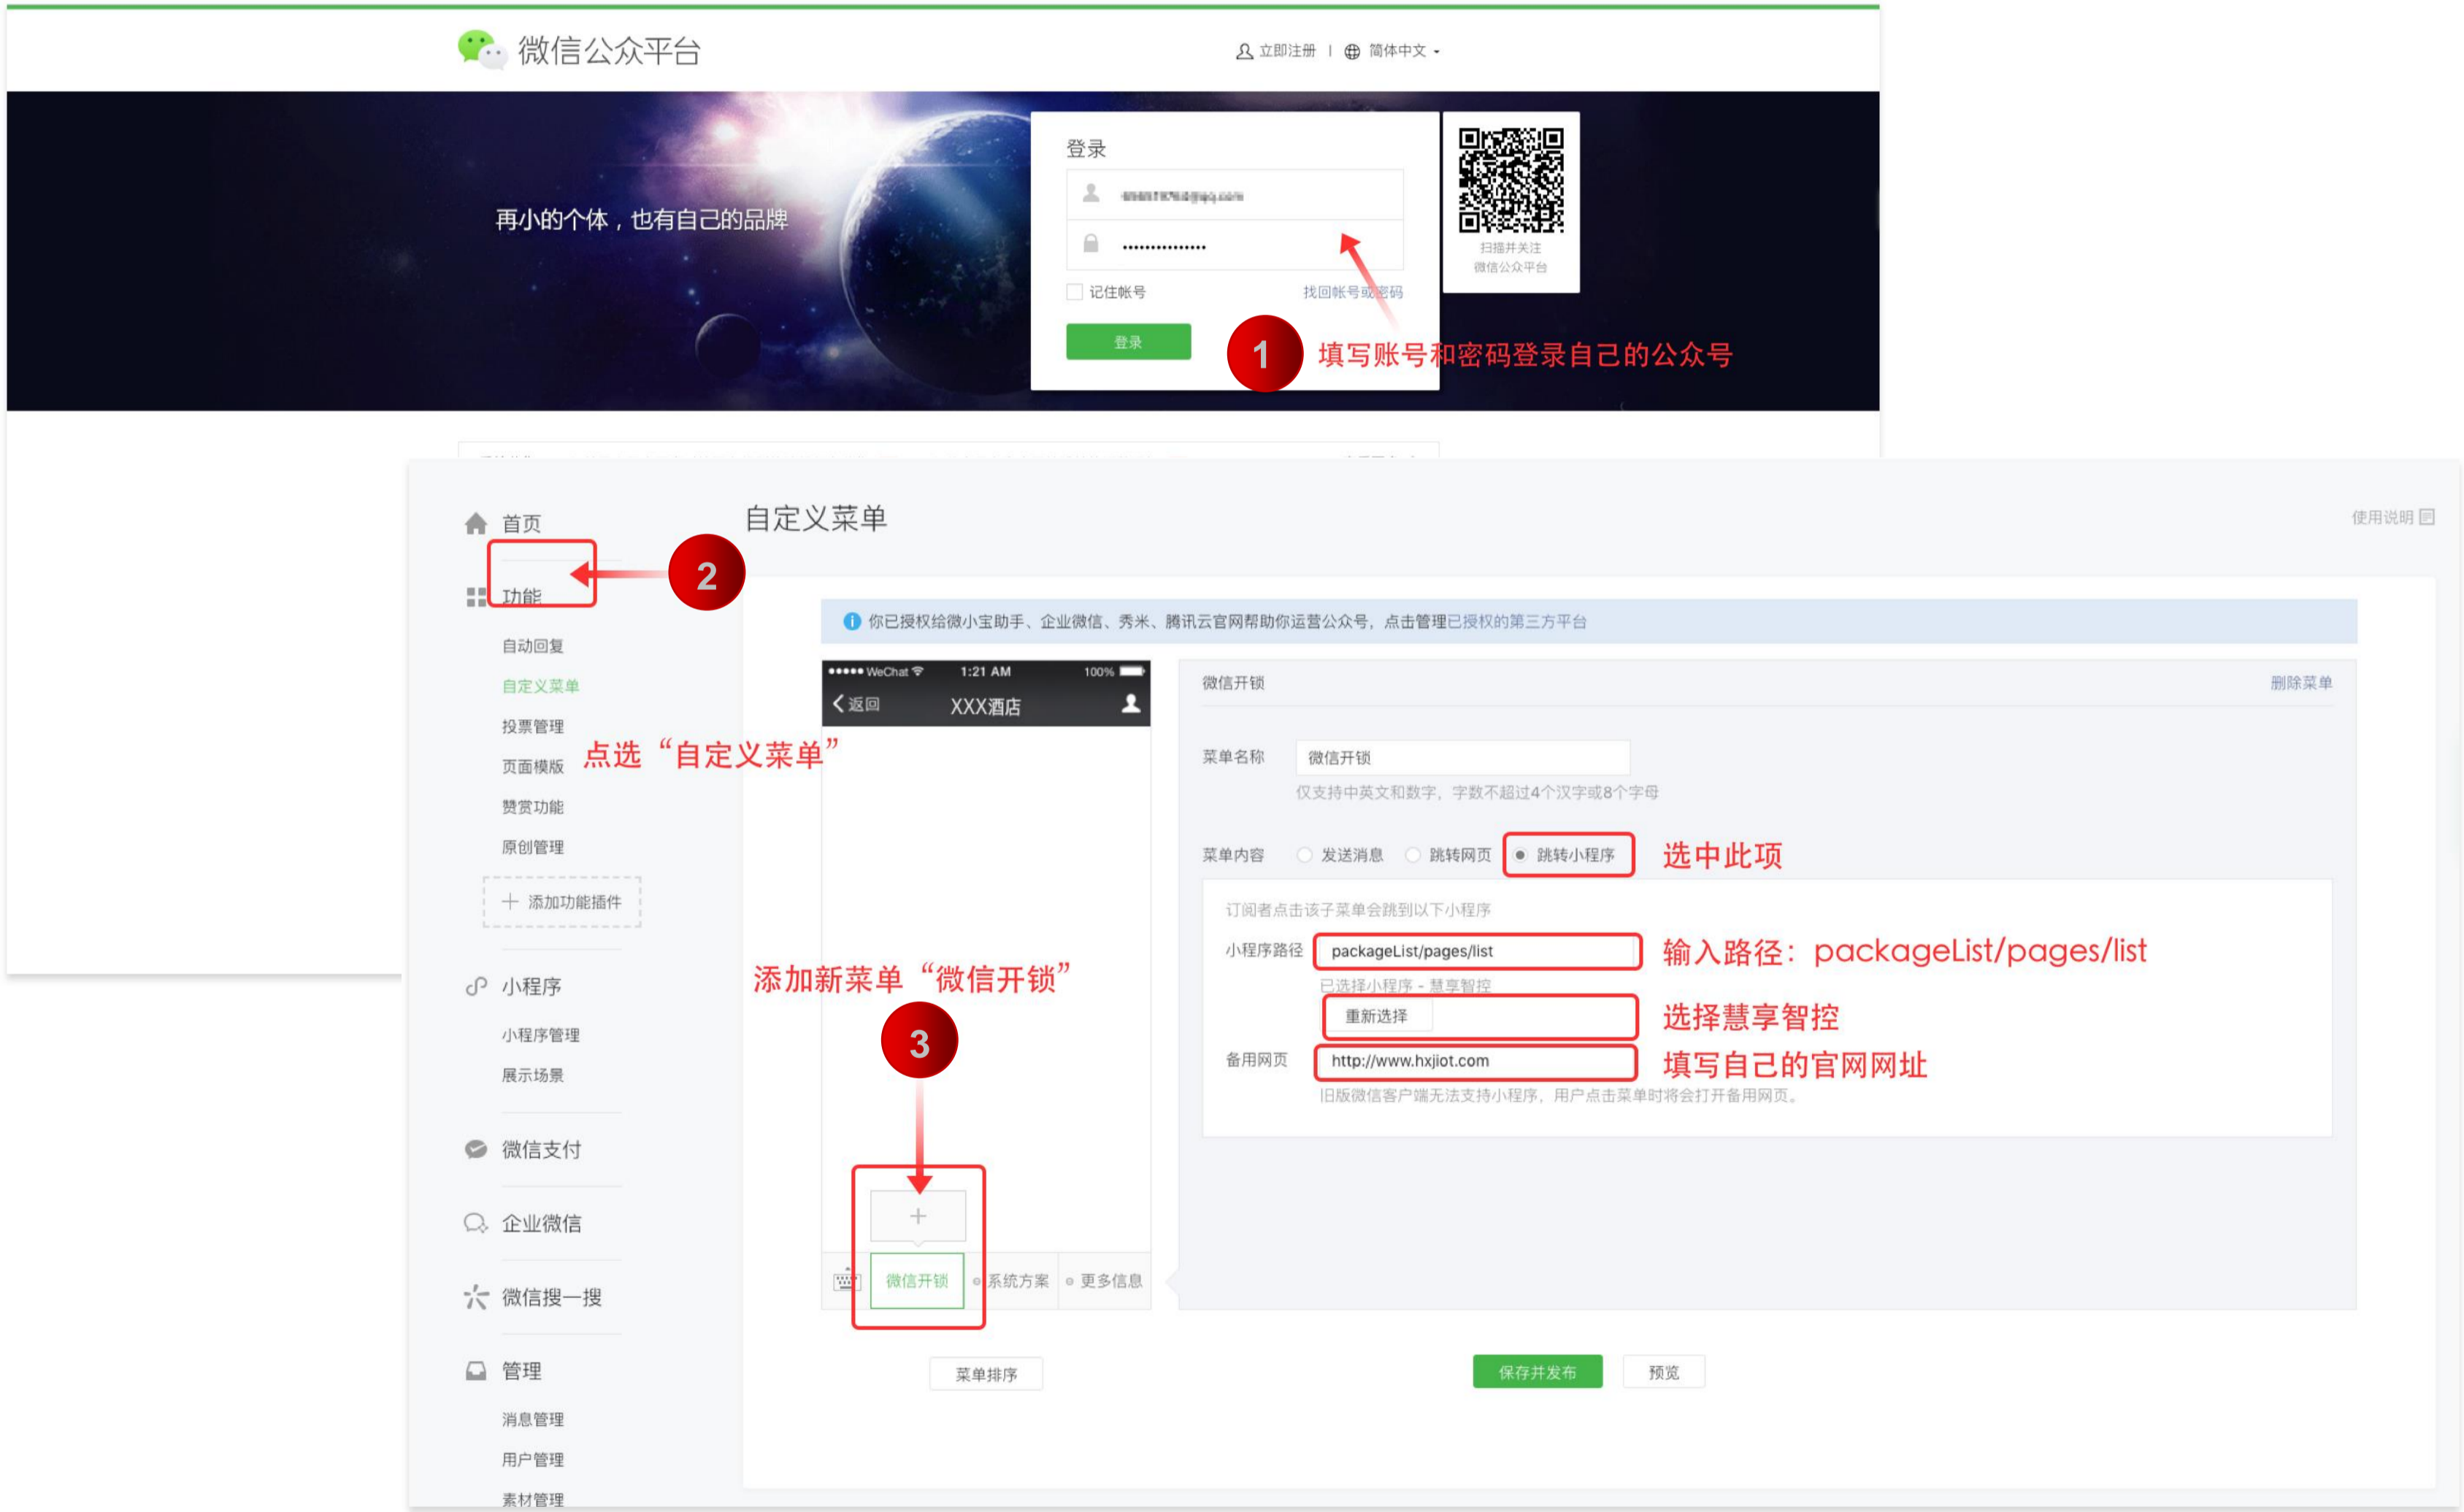 微信公众平台
立即注册 | 简体中文
登录
再小的个体，也有自己的品牌
•••••••••••••••
扫描并关注
微信公众平台
记住帐号 找回帐号或密码
登录
1 填写账号和密码登录自己的公众号
首页
自定义菜单
使用说明
2
功能
你已授权给微小宝助手、企业微信、秀米、腾讯云官网帮助你运营公众号，点击管理已授权的第三方平台
自动回复
自定义菜单
投票管理
页面模版
赞赏功能
原创管理
+ 添加功能插件
点选“自定义菜单”
小程序
小程序管理
展示场景
微信支付
企业微信
微信搜一搜
管理
消息管理
用户管理
素材管理
●●●●● WeChat 1:21 AM 100%
返回 XXX酒店
添加新菜单“微信开锁”
3
+
微信开锁 系统方案 更多信息
菜单排序
微信开锁 删除菜单
菜单名称 微信开锁
仅支持中英文和数字，字数不超过4个汉字或8个字母
菜单内容 发送消息 跳转网页 跳转小程序 选中此项
订阅者点击该子菜单会跳到以下小程序
小程序路径 packageList/pages/list 输入路径：packageList/pages/list
已选择小程序 - 慧享智控
重新选择 选择慧享智控
备用网页 http://www.hxjiot.com 填写自己的官网网址
旧版微信客户端无法支持小程序，用户点击菜单时将会打开备用网页。
保存并发布 预览